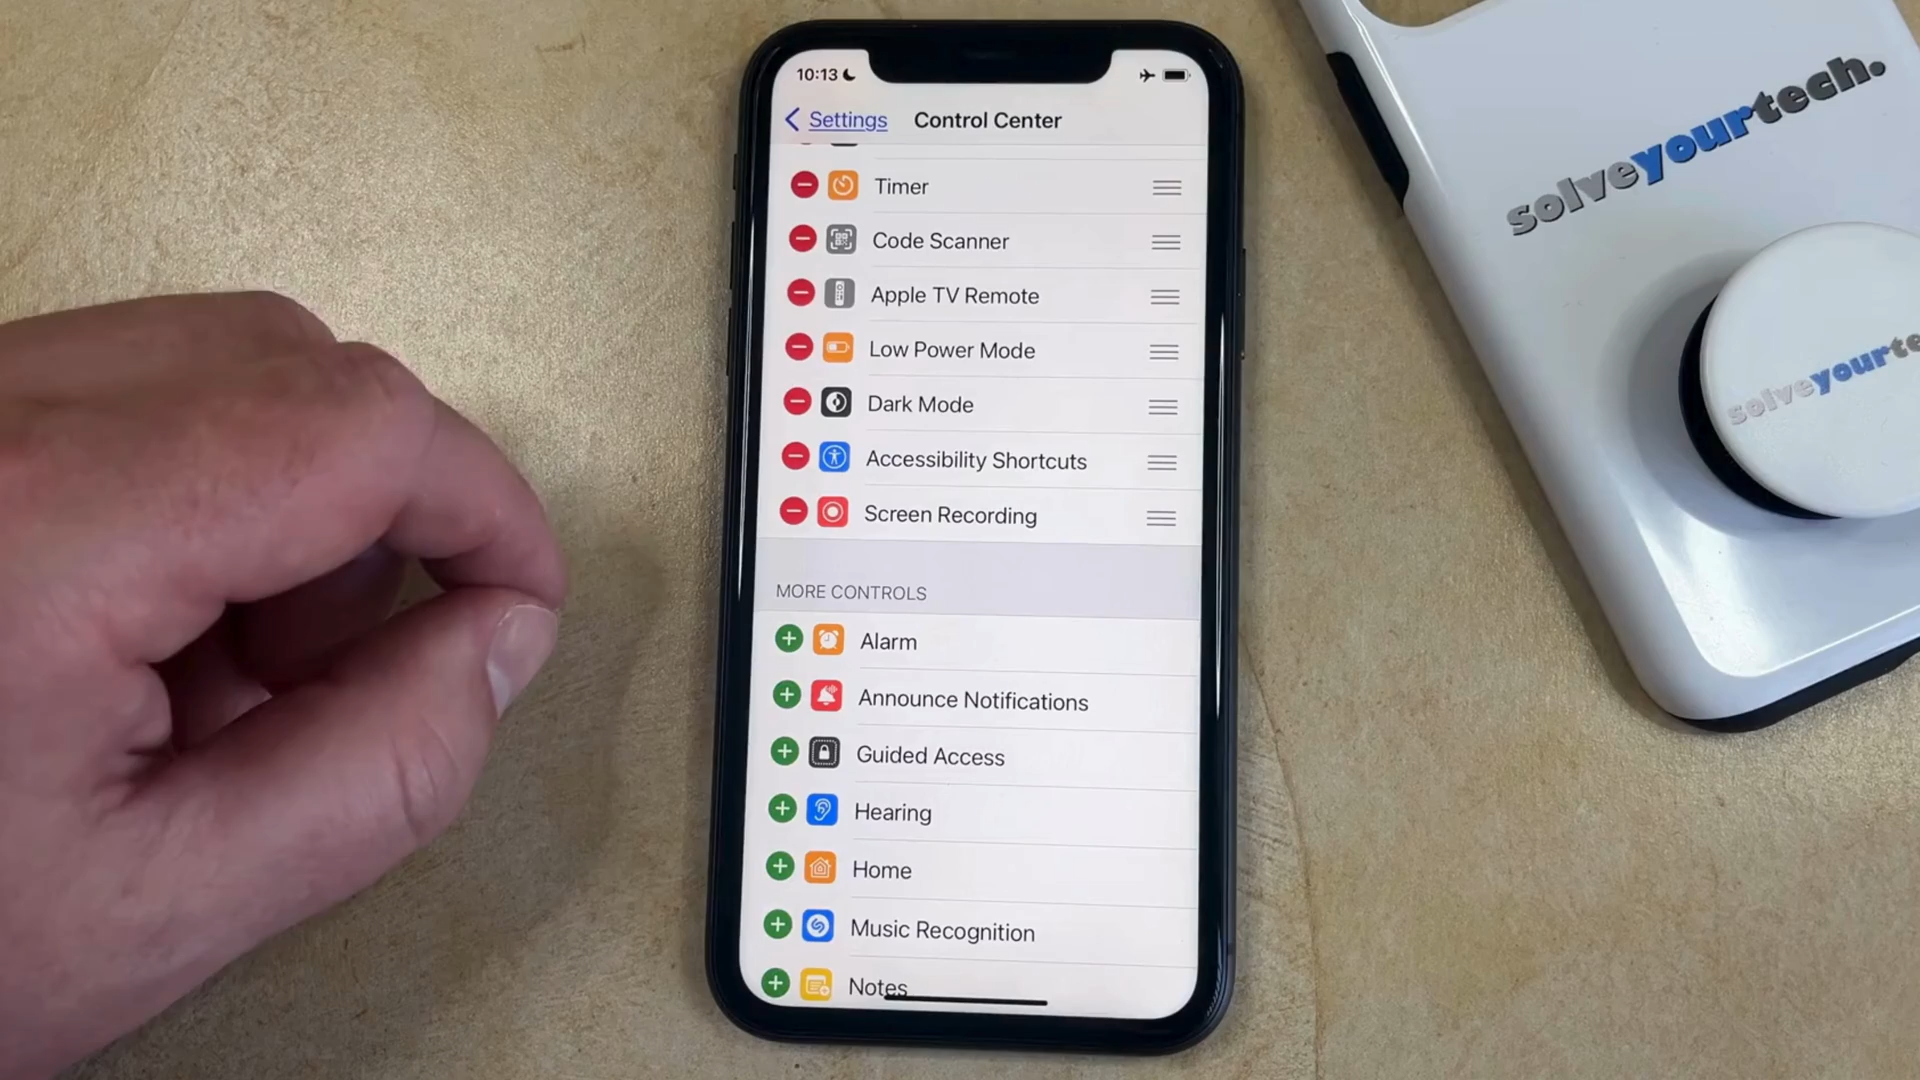 10:13
Settings
Control Center
Timer
Code Scanner
Apple TV Remote
Low Power Mode
Dark Mode
Accessibility Shortcuts
Screen Recording
MORE CONTROLS
Alarm
Announce Notifications
Guided Access
Hearing
Home
Music Recognition
Notes
solveyourtech.
solveyourte